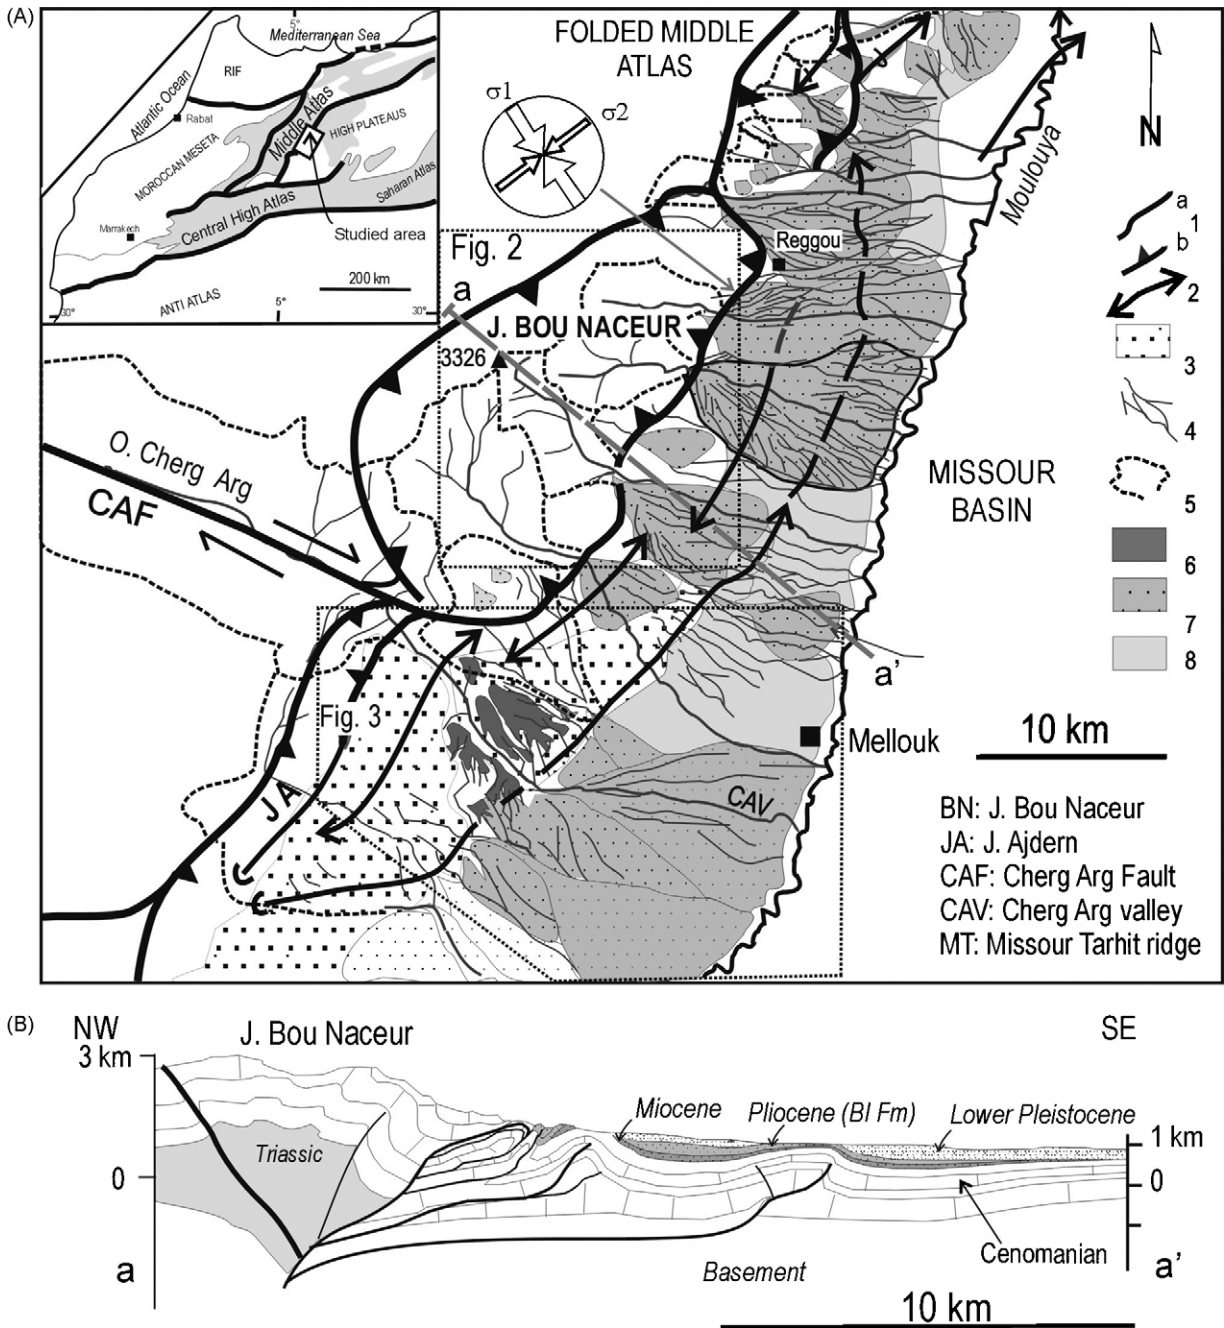 (A)
5°
Mediterranean Sea
RIF
Atlantic Ocean
Rabat
Middle Atlas
HIGH PLATEAUS
MOROCCAN MESETA
Saharan Atlas
Central High Atlas
Marrakech
Studied area
200 km
ANTI ATLAS
30°
5°
30°
FOLDED MIDDLE
ATLAS
σ1
σ2
N
Moulouya
Fig. 2
Reggou
a
J. BOU NACEUR
3326
O. Cherg Arg
CAF
MISSOUR
BASIN
a'
Fig. 3
JA
Mellouk
CAV
a
1
b
2
3
4
5
6
7
8
10 km
BN: J. Bou Naceur
JA: J. Ajdern
CAF: Cherg Arg Fault
CAV: Cherg Arg valley
MT: Missour Tarhit ridge
(B)
NW
J. Bou Naceur
SE
3 km
Miocene
Pliocene (BI Fm)
Lower Pleistocene
1 km
Triassic
0
0
Cenomanian
a
Basement
a'
10 km